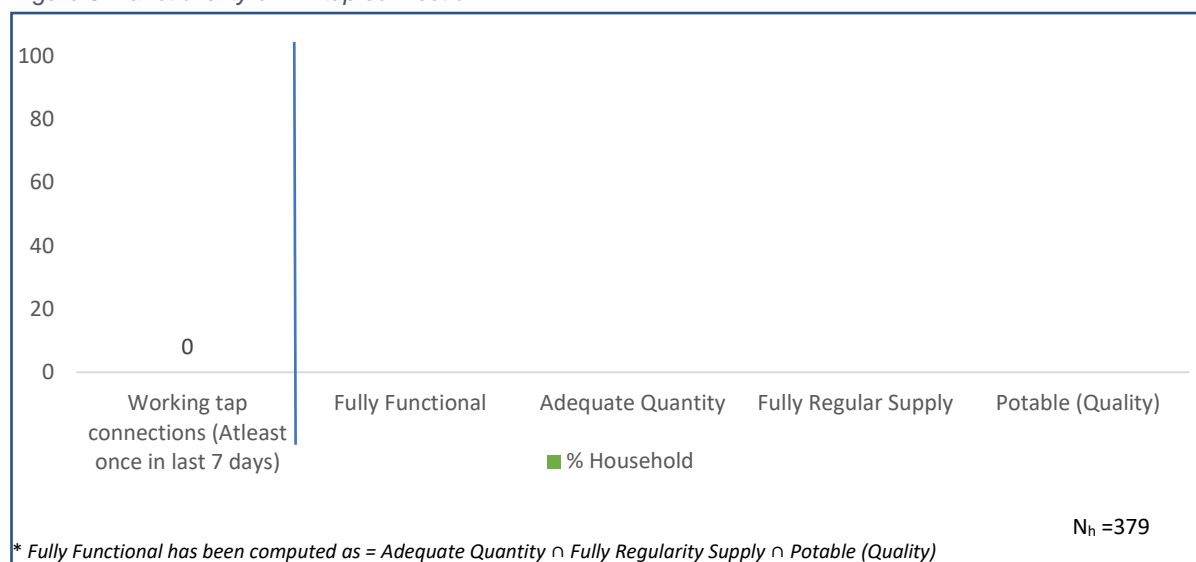 100
80
60
40
20
0
0
Working tap
connections (Atleast
once in last 7 days)
Fully Functional
Adequate Quantity
Fully Regular Supply
Potable (Quality)
% Household
Nh =379
* Fully Functional has been computed as = Adequate Quantity ∩ Fully Regularity Supply ∩ Potable (Quality)